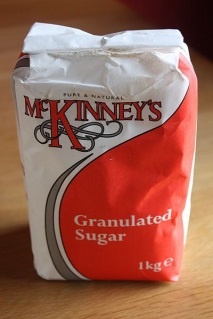 PURE & NATURAL
McKINNEY'S
Granulated
Sugar
1kg e